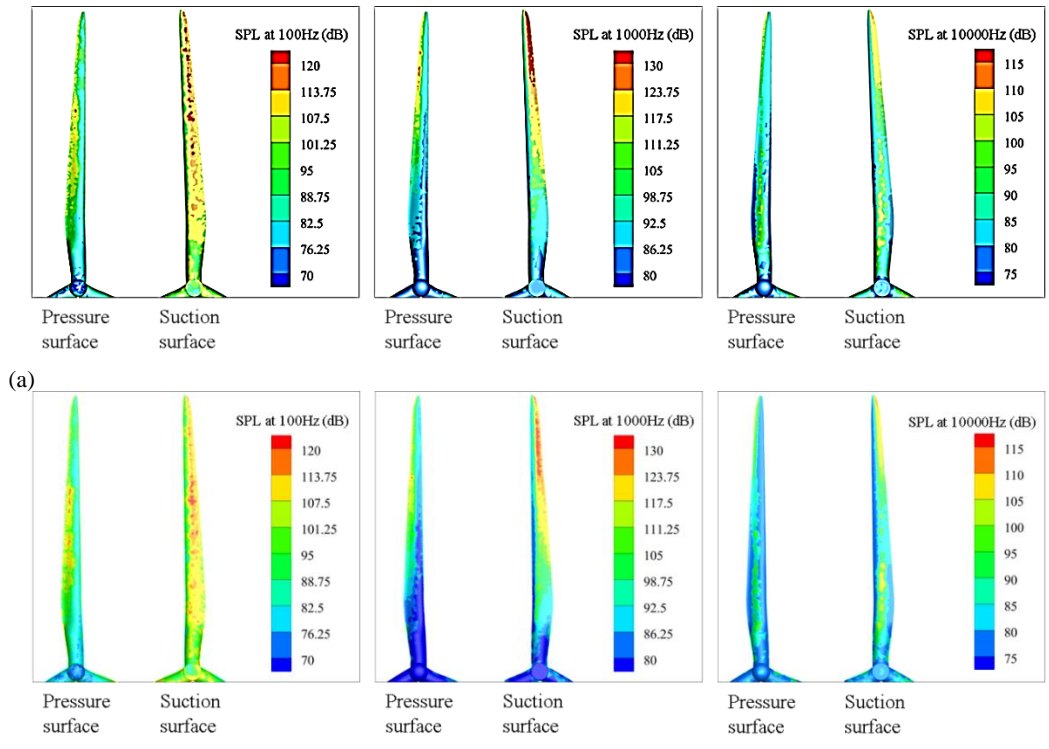 SPL at 100Hz (dB)
120
113.75
107.5
101.25
95
88.75
82.5
76.25
70
Pressure
surface
Suction
surface
SPL at 1000Hz (dB)
130
123.75
117.5
111.25
105
98.75
92.5
86.25
80
Pressure
surface
Suction
surface
SPL at 10000Hz (dB)
115
110
105
100
95
90
85
80
75
Pressure
surface
Suction
surface
(a)
SPL at 100Hz (dB)
120
113.75
107.5
101.25
95
88.75
82.5
76.25
70
Pressure
surface
Suction
surface
SPL at 1000Hz (dB)
130
123.75
117.5
111.25
105
98.75
92.5
86.25
80
Pressure
surface
Suction
surface
SPL at 10000Hz (dB)
115
110
105
100
95
90
85
80
75
Pressure
surface
Suction
surface